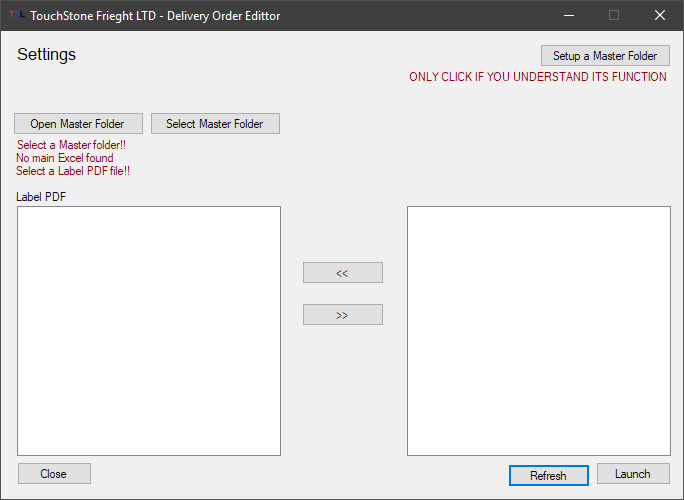 TouchStone Frieght LTD - Delivery Order Edittor
Settings
Setup a Master Folder
ONLY CLICK IF YOU UNDERSTAND ITS FUNCTION
Open Master Folder
Select Master Folder
Select a Master folder!!
No main Excel found
Select a Label PDF file!!
Label PDF
<<
>>
Close
Refresh
Launch